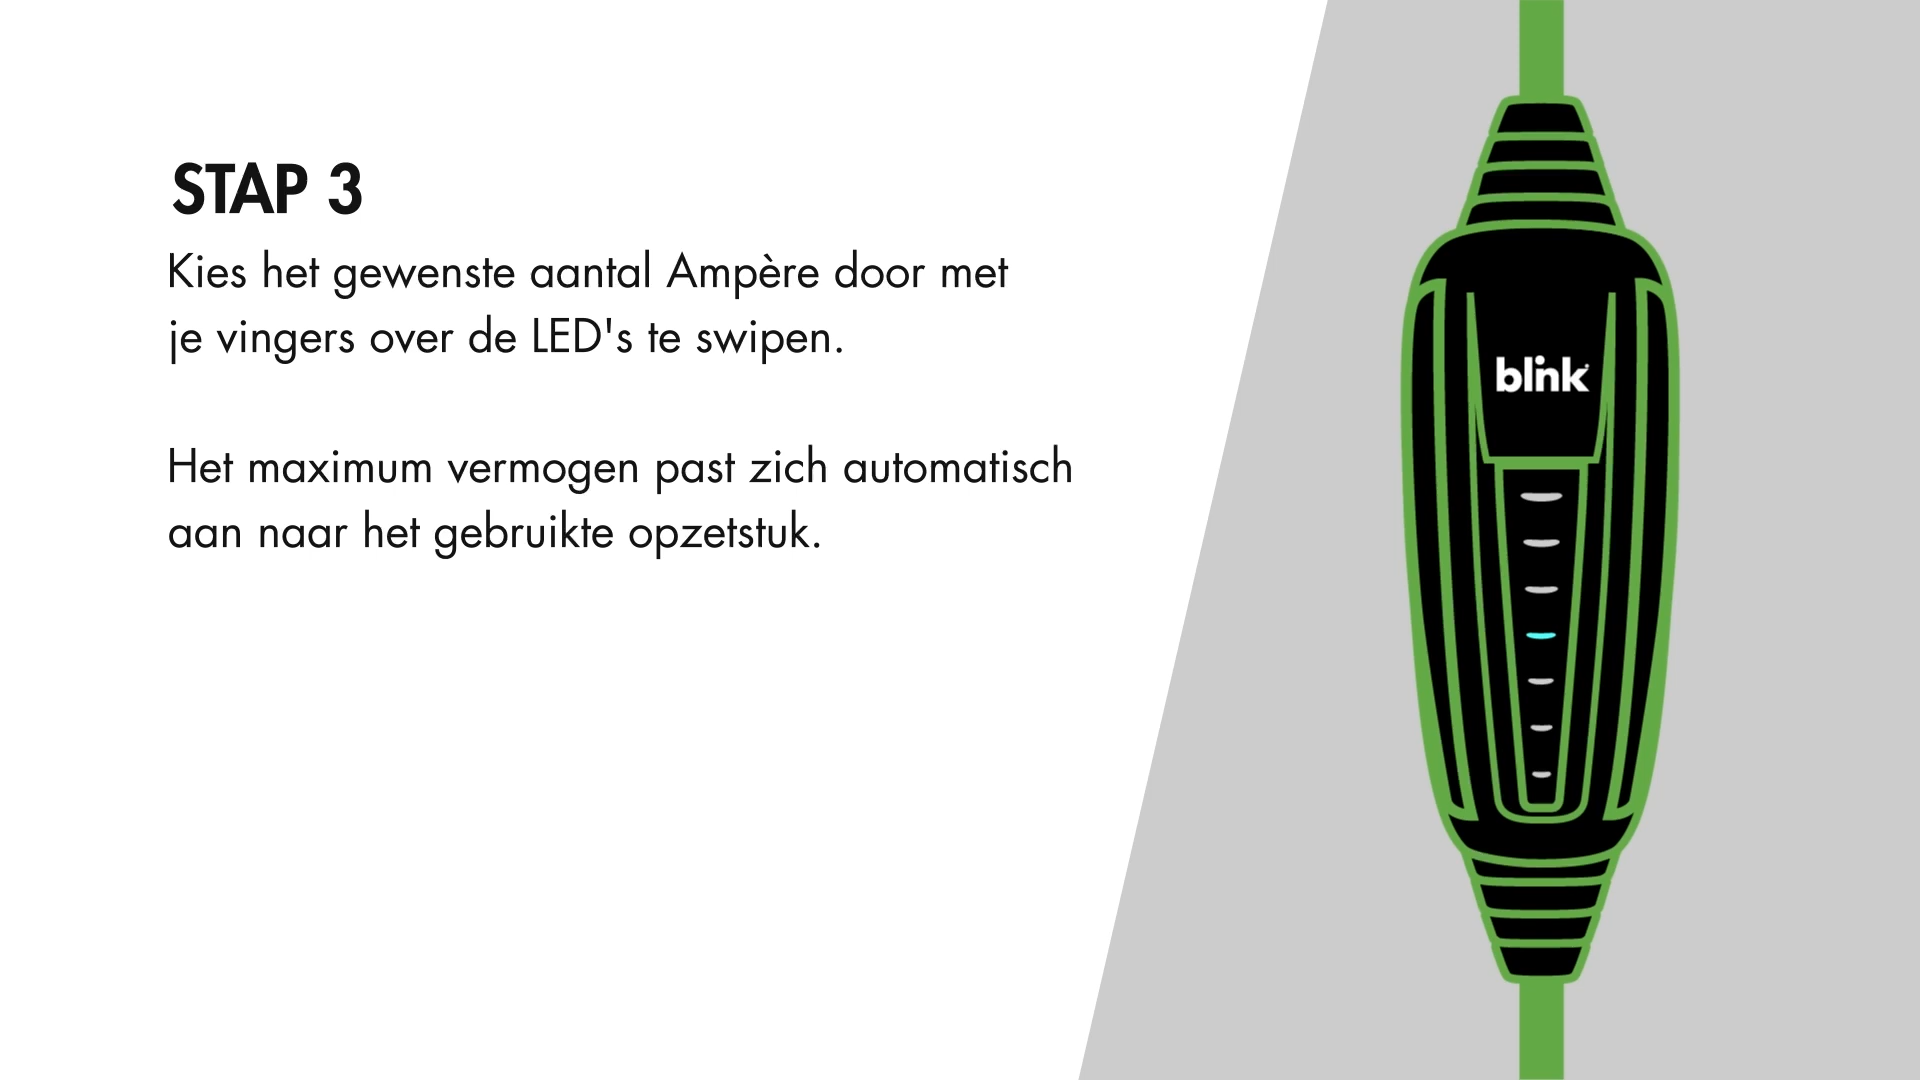 STAP 3
Kies het gewenste aantal Ampère door met
je vingers over de LED's te swipen.
Het maximum vermogen past zich automatisch
aan naar het gebruikte opzetstuk.
blink